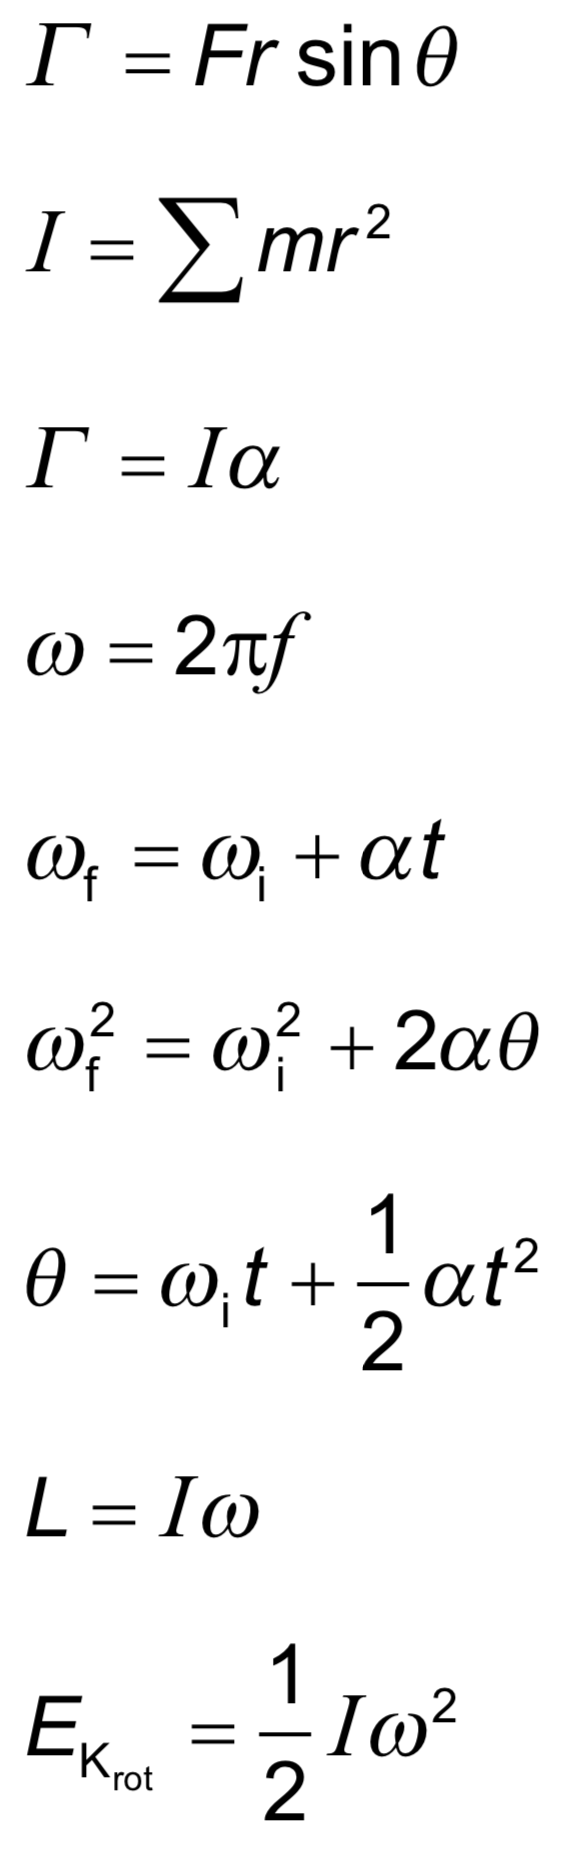 Γ = Fr sin θ
I = ∑ mr²
Γ = Iα
ω = 2πf
ω_f = ω_i + αt
ω_f² = ω_i² + 2αθ
θ = ω_i t + 1/2 αt²
L = Iω
E_K_rot = 1/2 Iω²